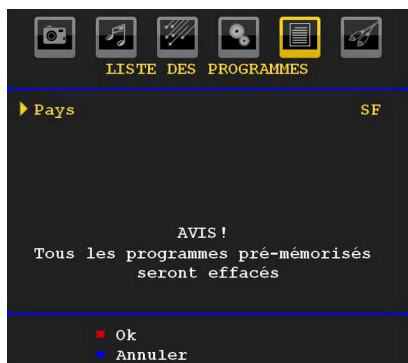 LISTE DES PROGRAMMES
Pays SF
AVIS!
Tous les programmes pré-mémorisés
seront effacés
Ok
Annuler